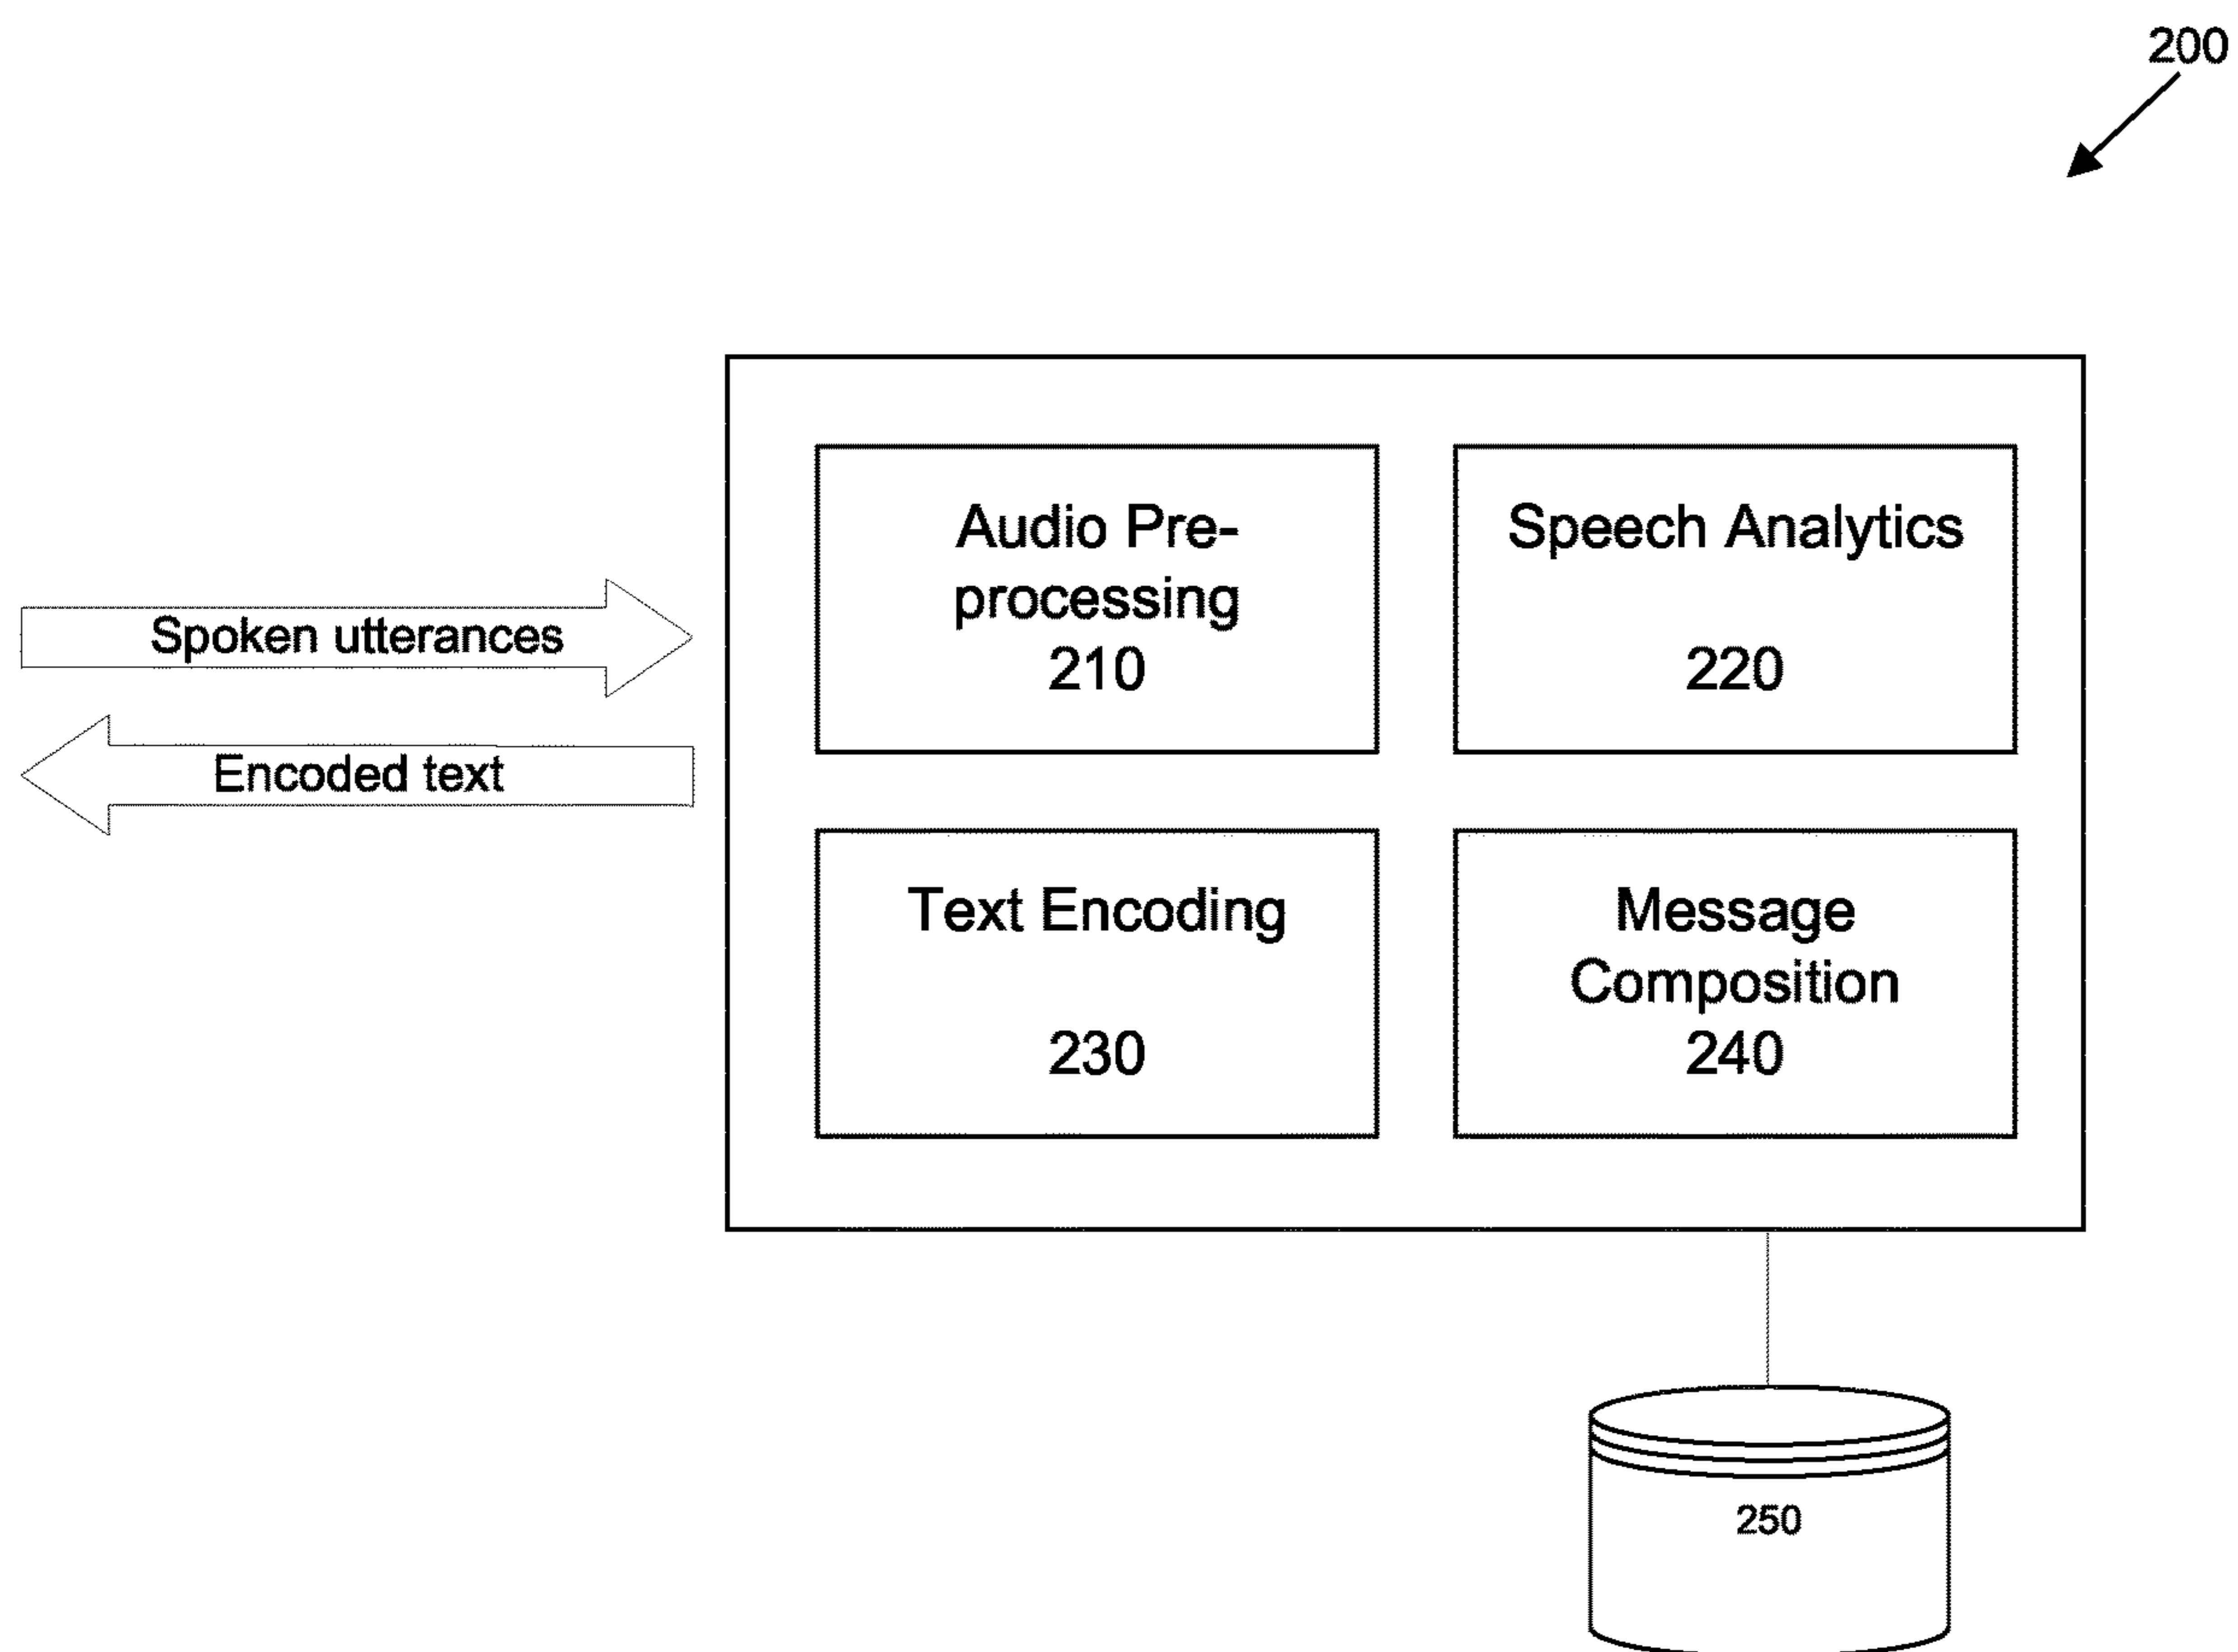 200
Audio Pre-
processing
210
Speech Analytics
220
Spoken utterances
Encoded text
Text Encoding
230
Message
Composition
240
250